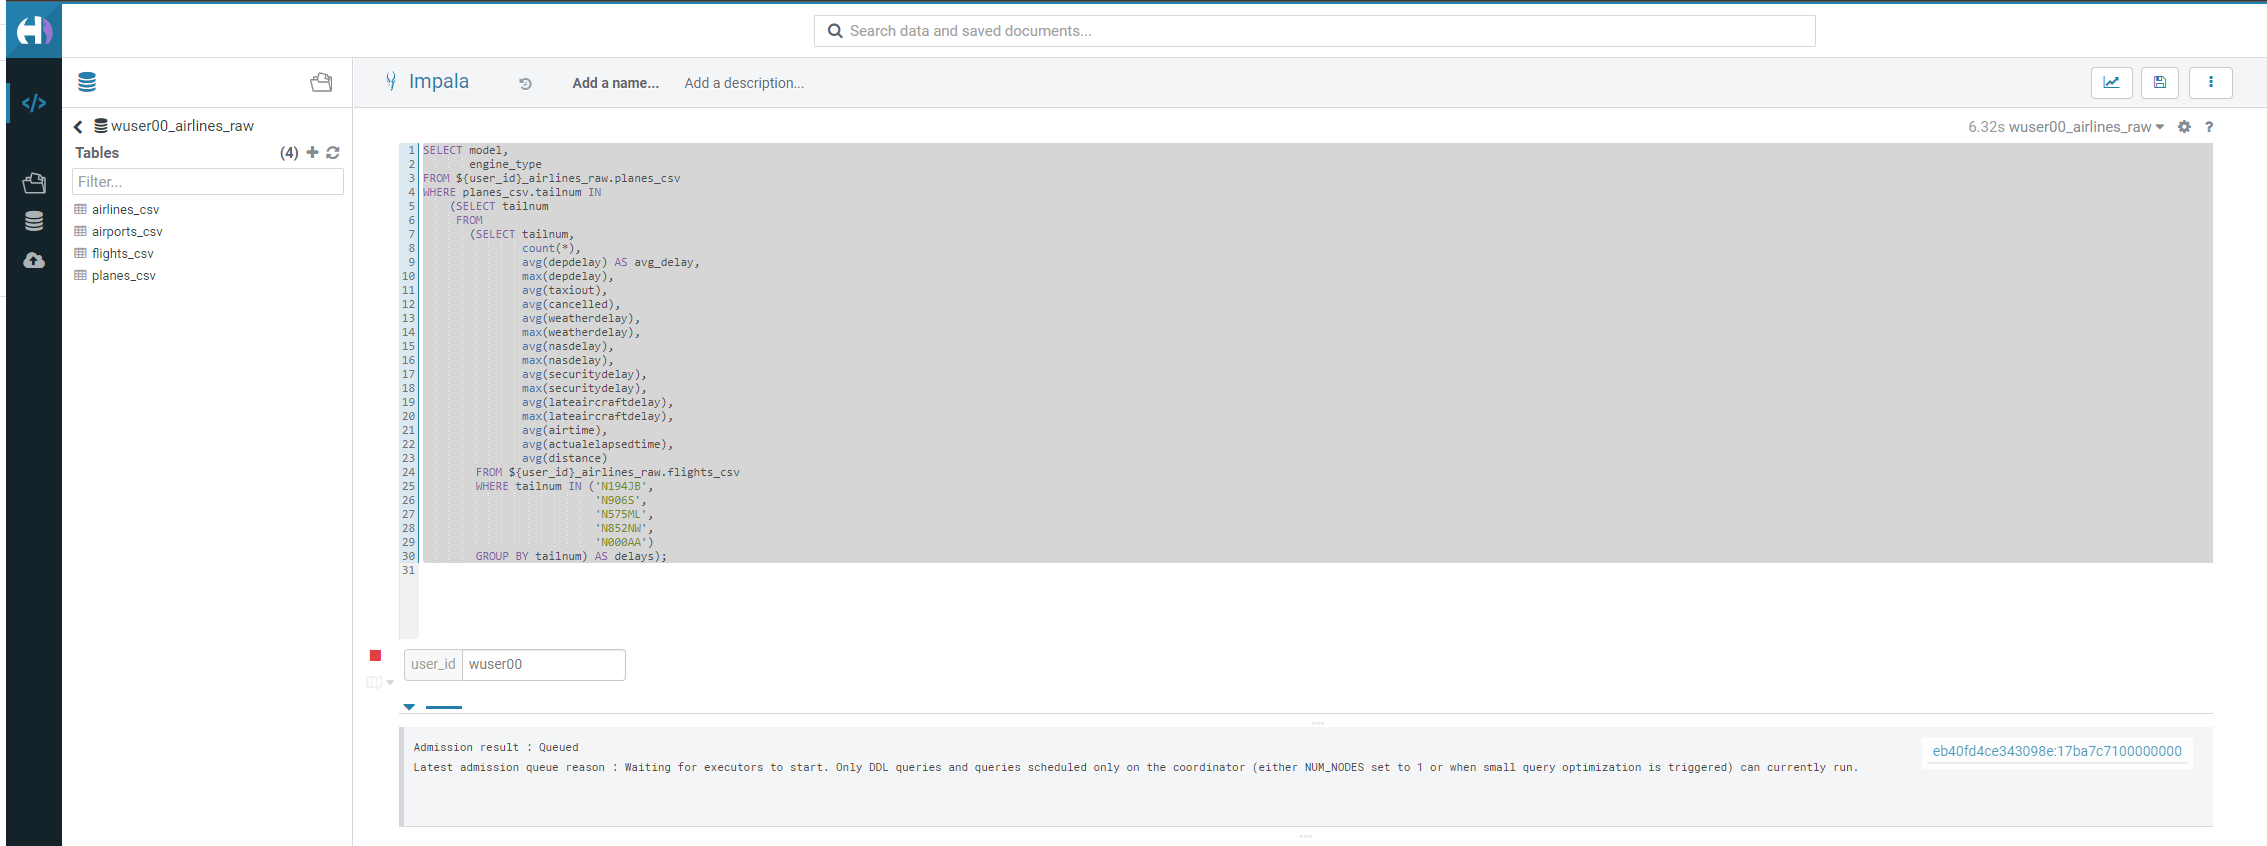 Search data and saved documents...
Impala
Add a name...
Add a description...
wuser00_airlines_raw
Tables
(4)
Filter...
airlines_csv
airports_csv
flights_csv
planes_csv
6.32s wuser00_airlines_raw
?
1 SELECT model,
2 engine_type
3 FROM ${user_id}_airlines_raw.planes_csv
4 WHERE planes_csv.tailnum IN
5 (SELECT tailnum
6 FROM
7 (SELECT tailnum,
8 count(*),
9 avg(depdelay) AS avg_delay,
10 max(depdelay),
11 avg(taxiout),
12 avg(cancelled),
13 avg(weatherdelay),
14 max(weatherdelay),
15 avg(nasdelay),
16 max(nasdelay),
17 avg(securitydelay),
18 max(securitydelay),
19 avg(lateaircraftdelay),
20 max(lateaircraftdelay),
21 avg(airtime),
22 avg(actualelapsedtime),
23 avg(distance)
24 FROM ${user_id}_airlines_raw.flights_csv
25 WHERE tailnum IN ('N194JB',
26 'N906S',
27 'N575ML',
28 'N852NW',
29 'N000AA')
30 GROUP BY tailnum) AS delays);
31
user_id wuser00
Admission result : Queued
Latest admission queue reason : Waiting for executors to start. Only DDL queries and queries scheduled only on the coordinator (either NUM_NODES set to 1 or when small query optimization is triggered) can currently run.
eb40fd4ce343098e:17ba7c7100000000